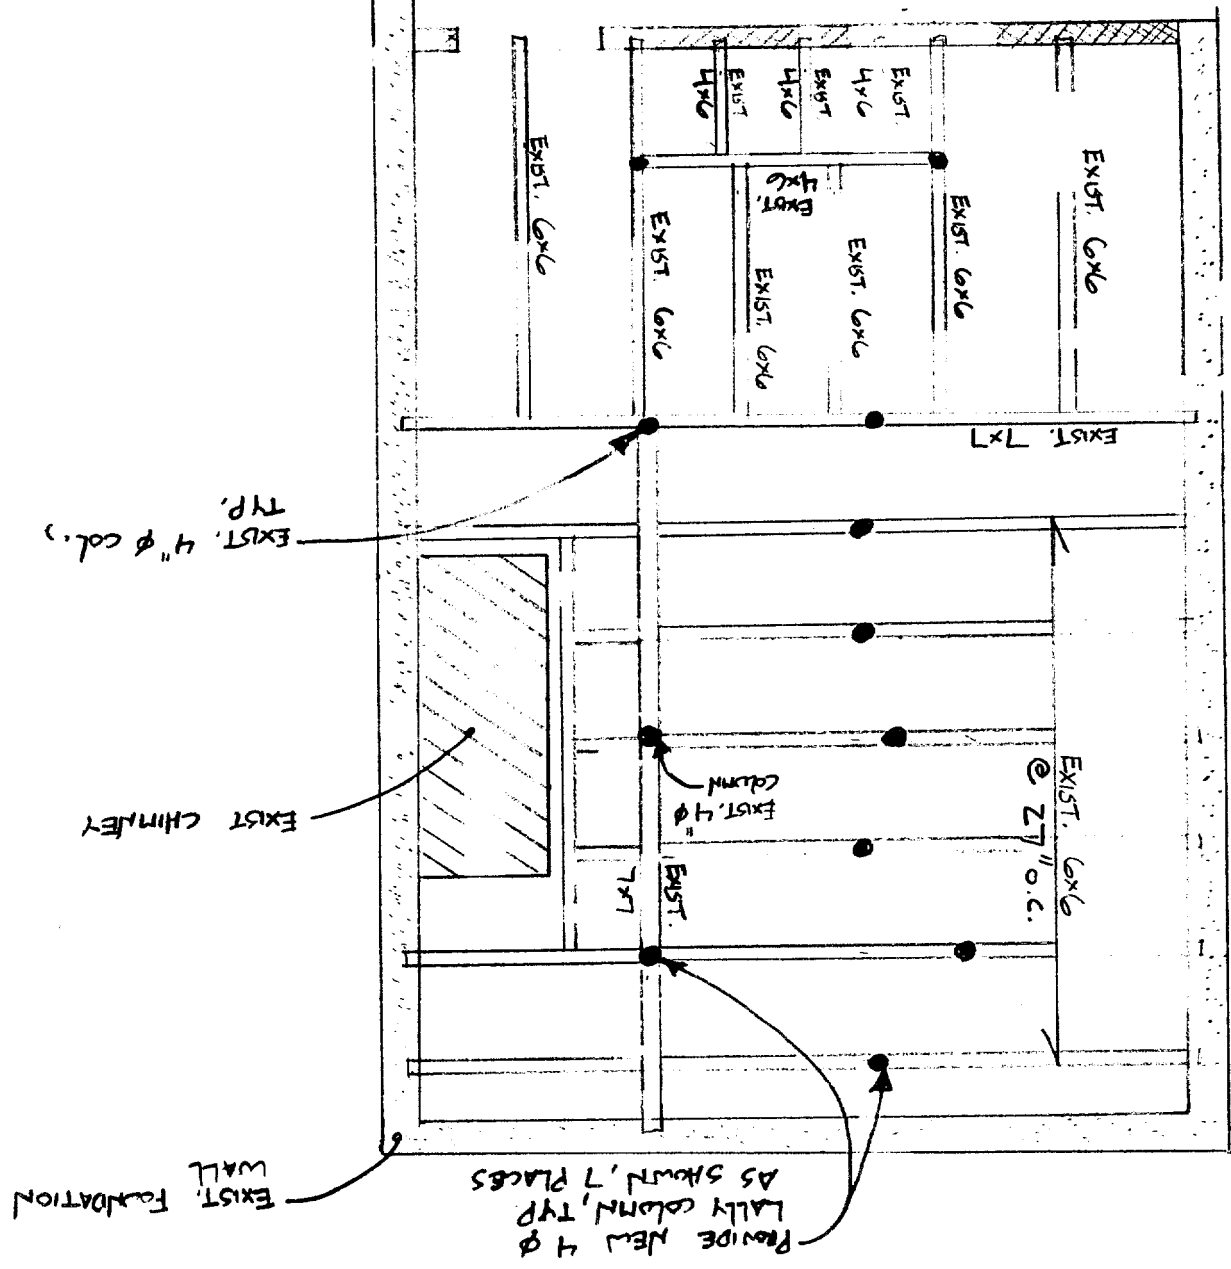 PROVIDE NEW 4 Ø
LALLY COLUMN, TYP
AS SHOWN, 7 PLACES
EXIST. FOUNDATION
WALL
EXIST. 6x6
@ 27" O.C.
EXIST.
7x7
EXIST. 4"Ø
COLUMN
EXIST CHIMNEY
EXIST. 4"Ø COL.,
TYP.
EXIST. 7x7
EXIST. 6x6
EXIST. 6x6
EXIST. 6x6
EXIST. 6x6
EXIST. 6x6
EXIST. 6x6
EXIST.
4x6
EXIST.
4x6
EXIST
4x6
EXIST
4x6